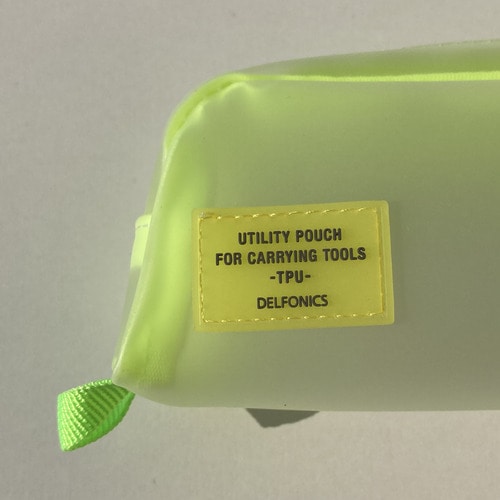 UTILITY POUCH
FOR CARRYING TOOLS
-TPU-
DELFONICS